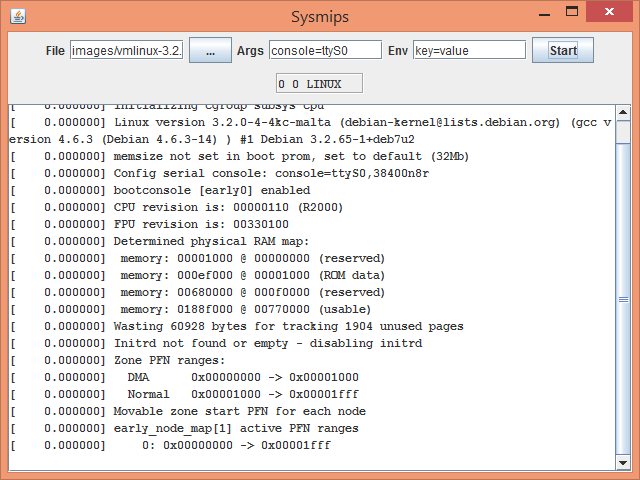 Sysmips
File images/vmlinux-3.2. ... Args console=ttyS0 Env key=value Start
0 0 LINUX
[    0.000000] Initializing cgroup subsys cpu
[    0.000000] Linux version 3.2.0-4-4kc-malta (debian-kernel@lists.debian.org) (gcc v
ersion 4.6.3 (Debian 4.6.3-14) ) #1 Debian 3.2.65-1+deb7u2
[    0.000000] memsize not set in boot prom, set to default (32Mb)
[    0.000000] Config serial console: console=ttyS0,38400n8r
[    0.000000] bootconsole [early0] enabled
[    0.000000] CPU revision is: 00000110 (R2000)
[    0.000000] FPU revision is: 00330100
[    0.000000] Determined physical RAM map:
[    0.000000]  memory: 00001000 @ 00000000 (reserved)
[    0.000000]  memory: 000ef000 @ 00001000 (ROM data)
[    0.000000]  memory: 00680000 @ 000f0000 (reserved)
[    0.000000]  memory: 0188f000 @ 00770000 (usable)
[    0.000000] Wasting 60928 bytes for tracking 1904 unused pages
[    0.000000] Initrd not found or empty - disabling initrd
[    0.000000] Zone PFN ranges:
[    0.000000]   DMA      0x00000000 -> 0x00001000
[    0.000000]   Normal   0x00001000 -> 0x00001fff
[    0.000000] Movable zone start PFN for each node
[    0.000000] early_node_map[1] active PFN ranges
[    0.000000]     0: 0x00000000 -> 0x00001fff